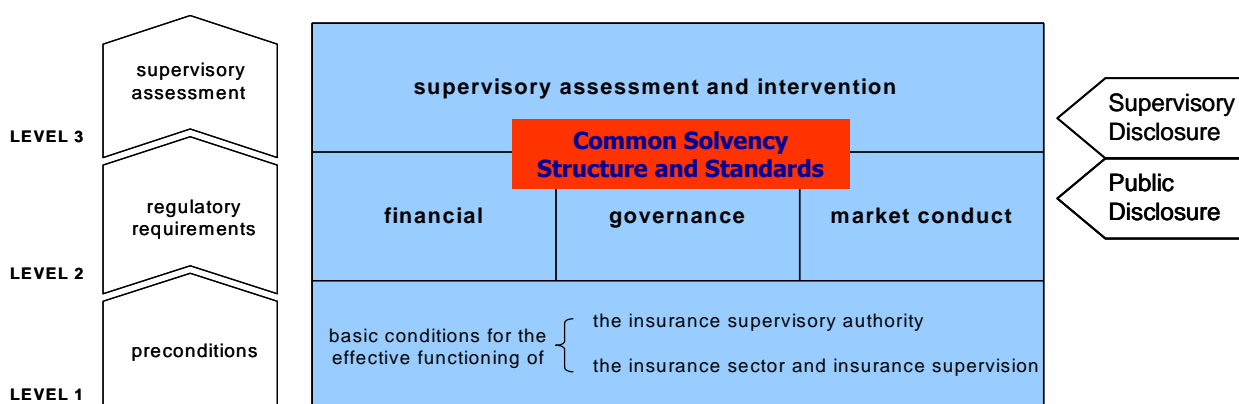 supervisory
assessment
LEVEL 3
regulatory
requirements
LEVEL 2
preconditions
LEVEL 1
supervisory assessment and intervention
Common Solvency
Structure and Standards
financial
governance
market conduct
basic conditions for the
effective functioning of
the insurance supervisory authority
the insurance sector and insurance supervision
Supervisory
Disclosure
Public
Disclosure